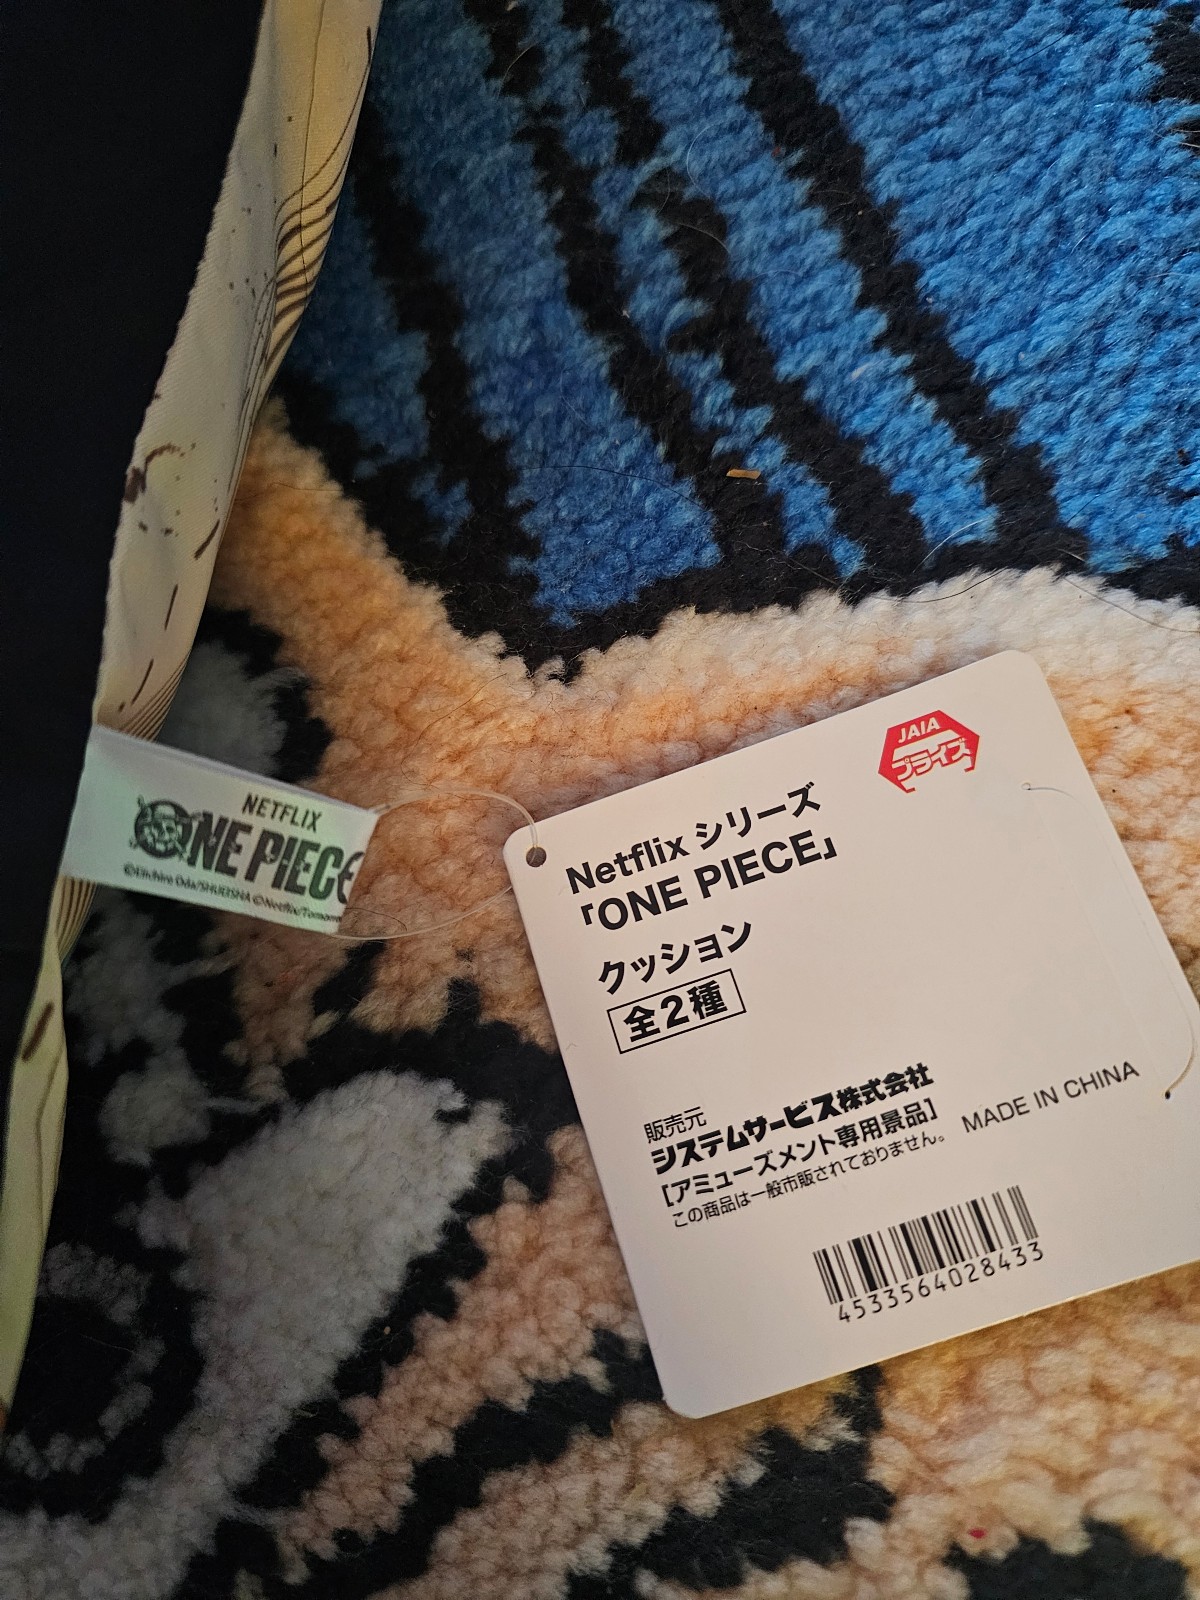 NETFLIX
ONE PIECE
©Eiichiro Oda/SHUEISHA ©Netflix/Tomorrow
JAIA
プライズ
Netflix シリーズ
「ONE PIECE」
クッション
全2種
販売元
システムサービス株式会社
[アミューズメント専用景品]
この商品は一般市販されておりません。
MADE IN CHINA
4533564028433